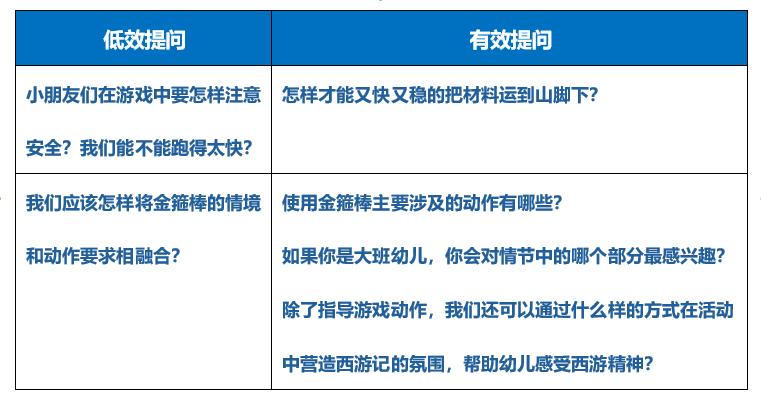 低效提问
有效提问
小朋友们在游戏中要怎样注意
安全？我们能不能跑得太快？
怎样才能又快又稳的把材料运到山脚下？
我们应该怎样将金箍棒的情境
和动作要求相融合？
使用金箍棒主要涉及的动作有哪些？
如果你是大班幼儿，你会对情节中的哪个部分最感兴趣？
除了指导游戏动作，我们还可以通过什么样的方式在活动
中营造西游记的氛围，帮助幼儿感受西游精神？